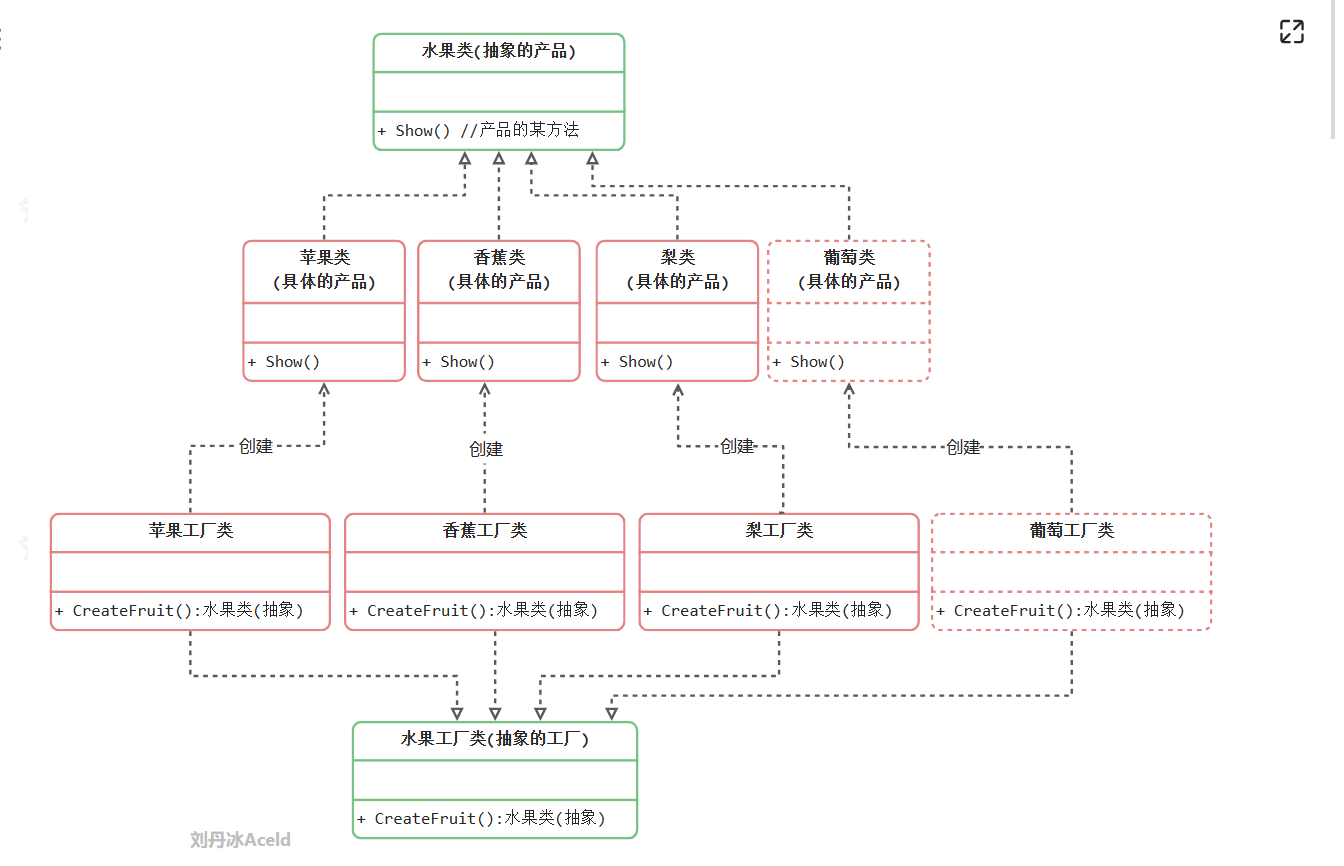 水果类(抽象的产品)
+ Show() //产品的某方法
苹果类
(具体的产品)
+ Show()
香蕉类
(具体的产品)
+ Show()
梨类
(具体的产品)
+ Show()
葡萄类
(具体的产品)
+ Show()
创建
创建
创建
创建
苹果工厂类
+ CreateFruit():水果类(抽象)
香蕉工厂类
+ CreateFruit():水果类(抽象)
梨工厂类
+ CreateFruit():水果类(抽象)
葡萄工厂类
+ CreateFruit():水果类(抽象)
水果工厂类(抽象的工厂)
+ CreateFruit():水果类(抽象)
刘丹冰Aceld